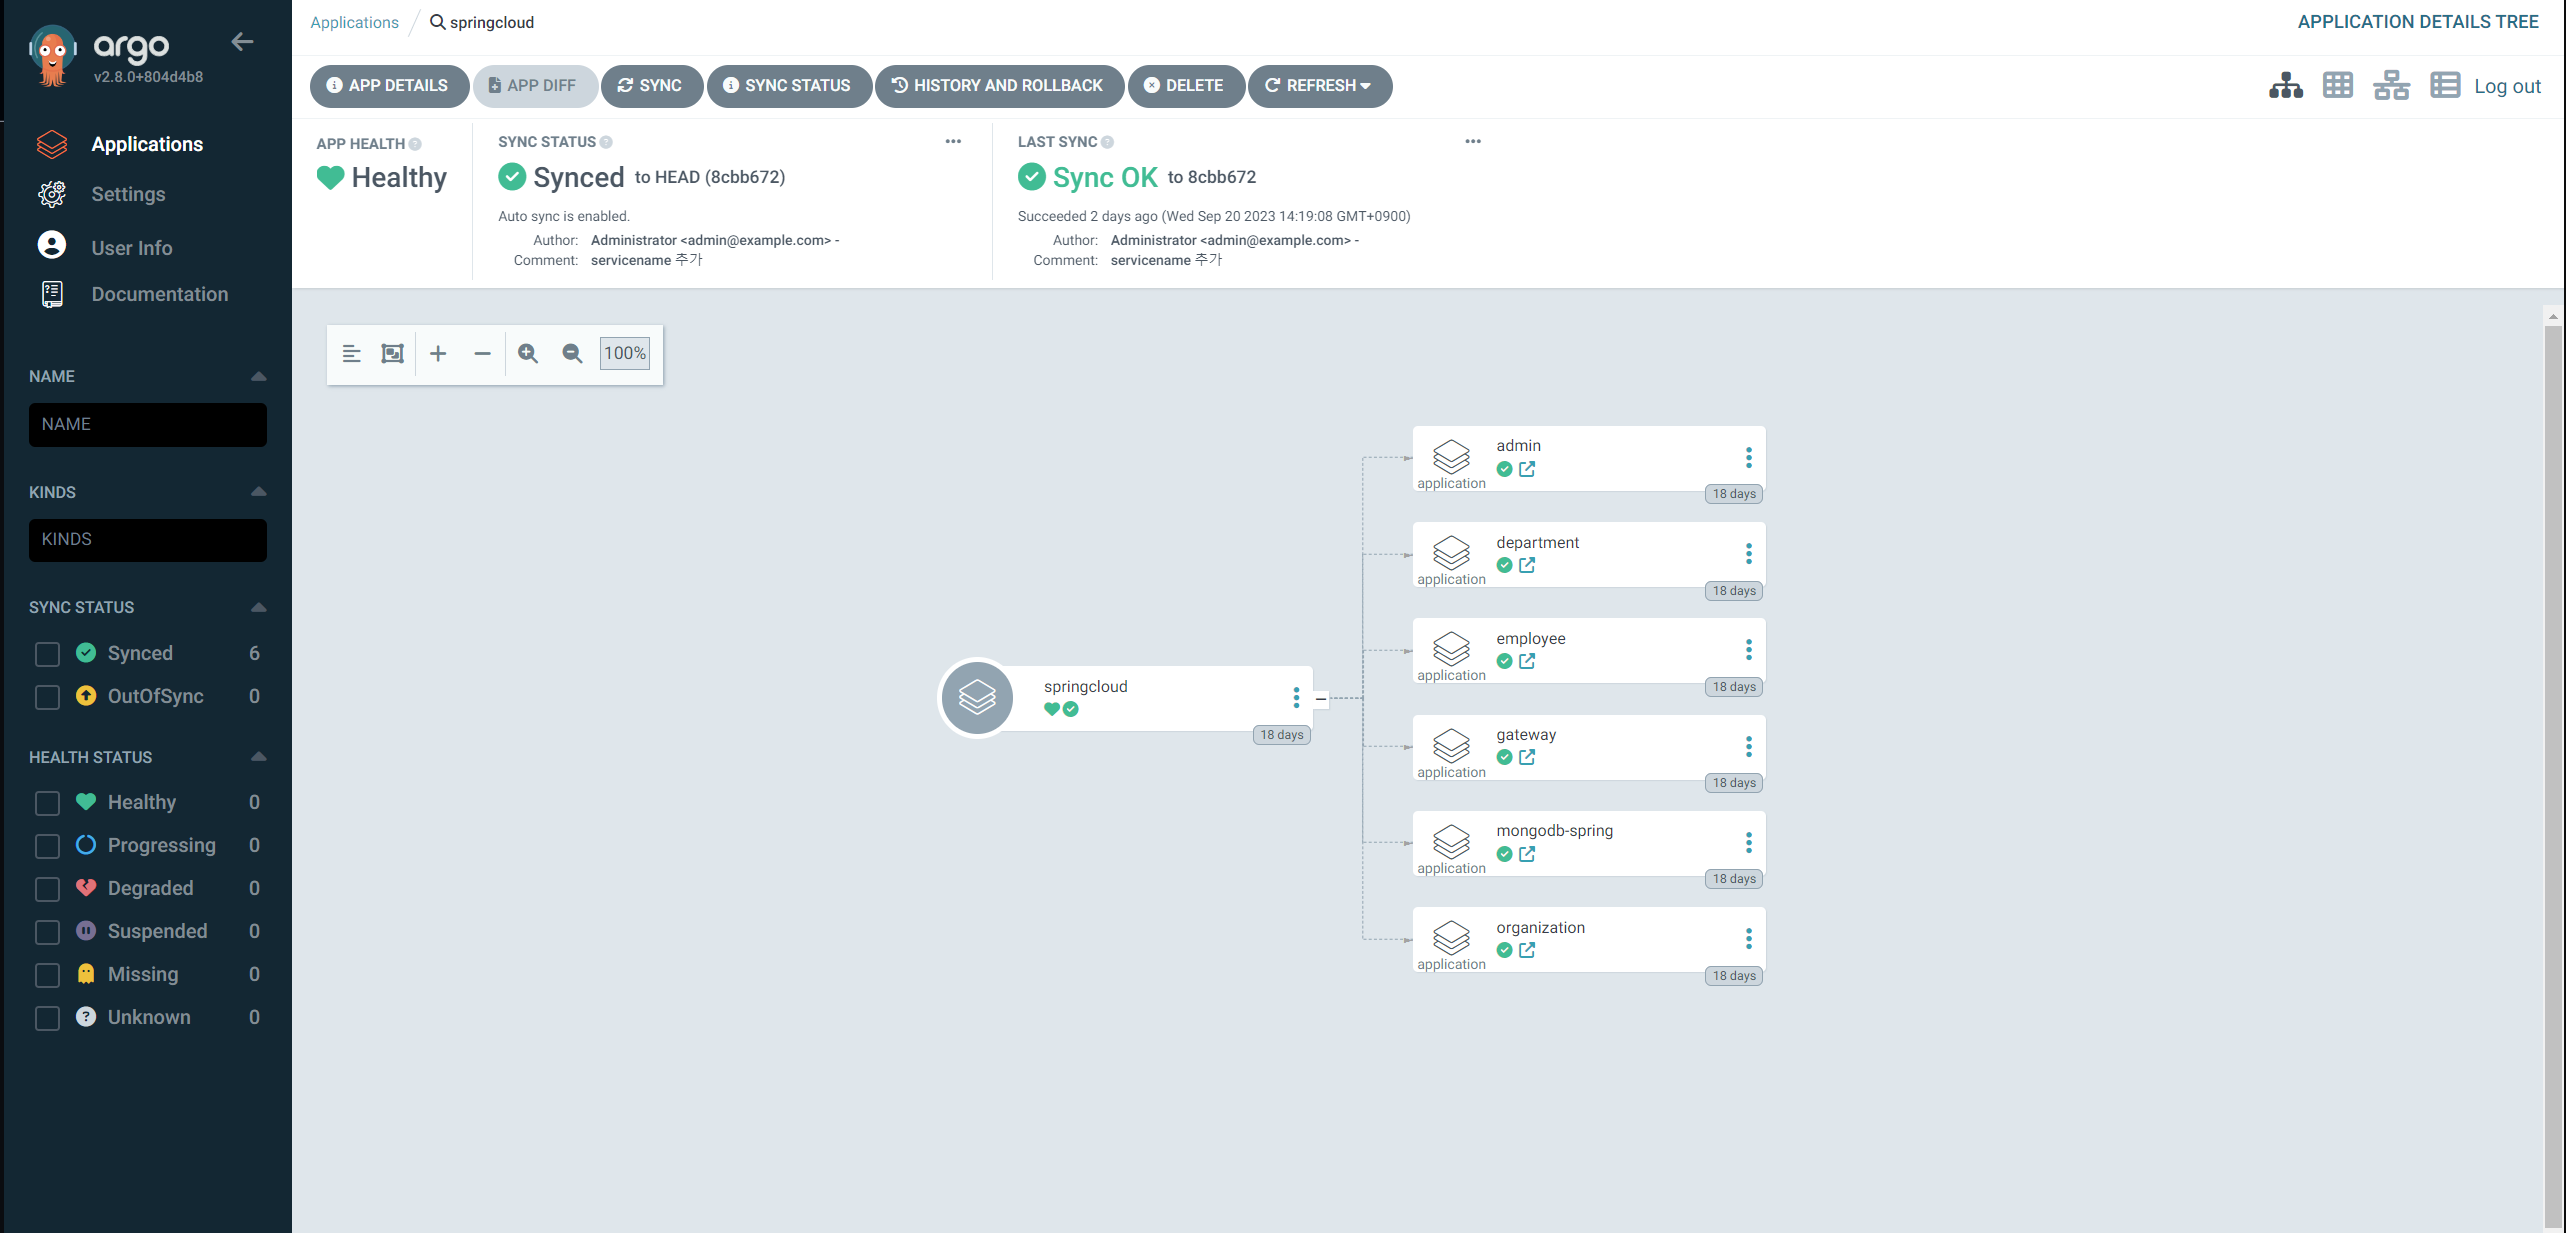 argo
v2.8.0+804d4b8
Applications
Settings
User Info
Documentation
NAME
NAME
KINDS
KINDS
SYNC STATUS
Synced 6
OutOfSync 0
HEALTH STATUS
Healthy 0
Progressing 0
Degraded 0
Suspended 0
Missing 0
Unknown 0
Applications / springcloud
APPLICATION DETAILS TREE
APP DETAILS APP DIFF SYNC SYNC STATUS HISTORY AND ROLLBACK DELETE REFRESH
Log out
APP HEALTH
Healthy
SYNC STATUS
Synced to HEAD (8cbb672)
Auto sync is enabled.
Author: Administrator <admin@example.com> -
Comment: servicename 추가
LAST SYNC
Sync OK to 8cbb672
Succeeded 2 days ago (Wed Sep 20 2023 14:19:08 GMT+0900)
Author: Administrator <admin@example.com> -
Comment: servicename 추가
100%
springcloud
18 days
admin
application
18 days
department
application
18 days
employee
application
18 days
gateway
application
18 days
mongodb-spring
application
18 days
organization
application
18 days